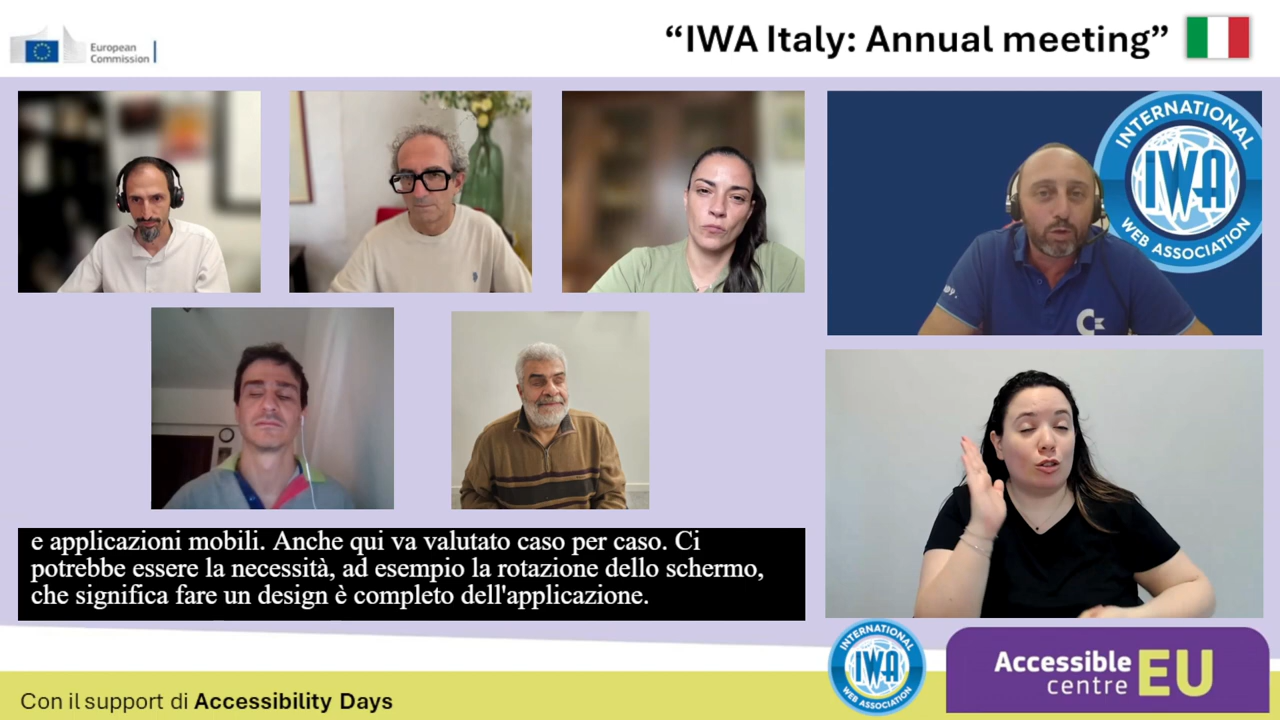 European
Commission
“IWA Italy: Annual meeting”
INTERNATIONAL
IWA
WEB ASSOCIATION
e applicazioni mobili. Anche qui va valutato caso per caso. Ci
potrebbe essere la necessità, ad esempio la rotazione dello schermo,
che significa fare un design è completo dell'applicazione.
INTERNATIONAL
IWA
WEB ASSOCIATION
Accessible
centre
EU
Con il support di Accessibility Days